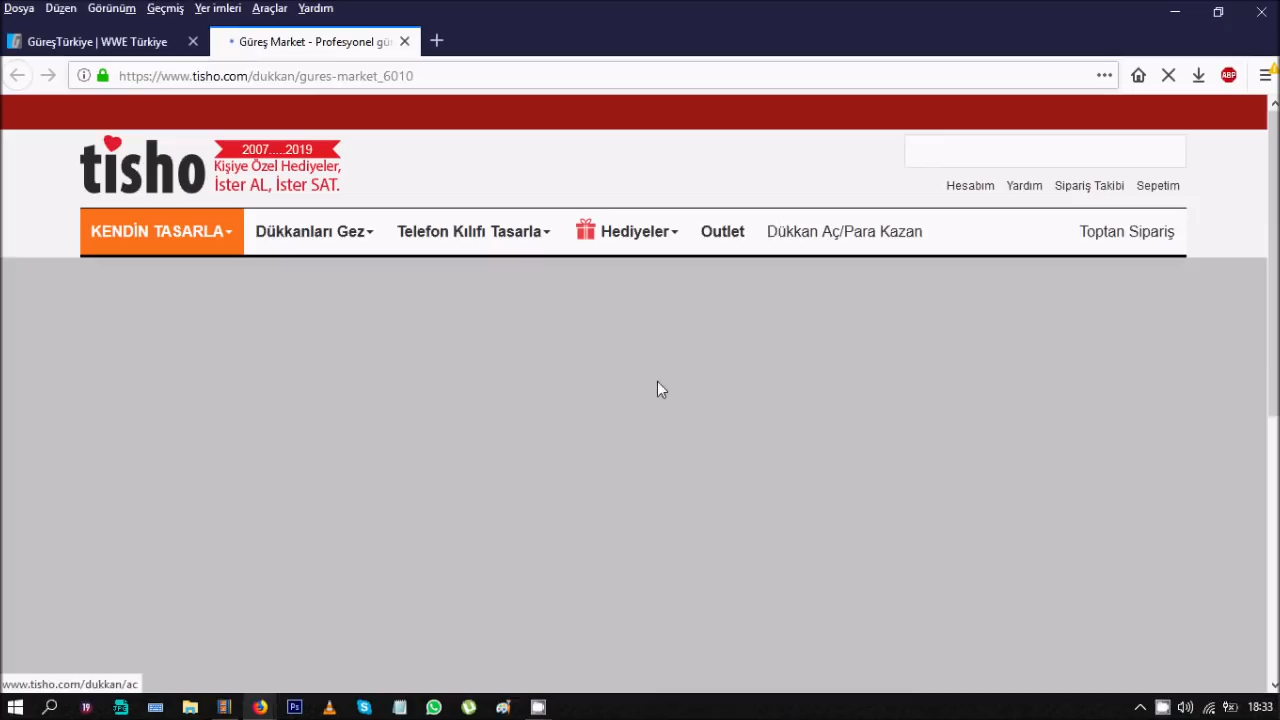 Dosya Düzen Görünüm Geçmiş Yer imleri Araçlar Yardım
GüreşTürkiye | WWE Türkiye
Güreş Market - Profesyonel gür
https://www.tisho.com/dukkan/gures-market_6010
ABP
tisho
2007.....2019
Kişiye Özel Hediyeler,
İster AL, İster SAT.
Hesabım Yardım Sipariş Takibi Sepetim
KENDİN TASARLA Dükkanları Gez Telefon Kılıfı Tasarla Hediyeler Outlet Dükkan Aç/Para Kazan Toptan Sipariş
www.tisho.com/dukkan/ac
Ps
18:33